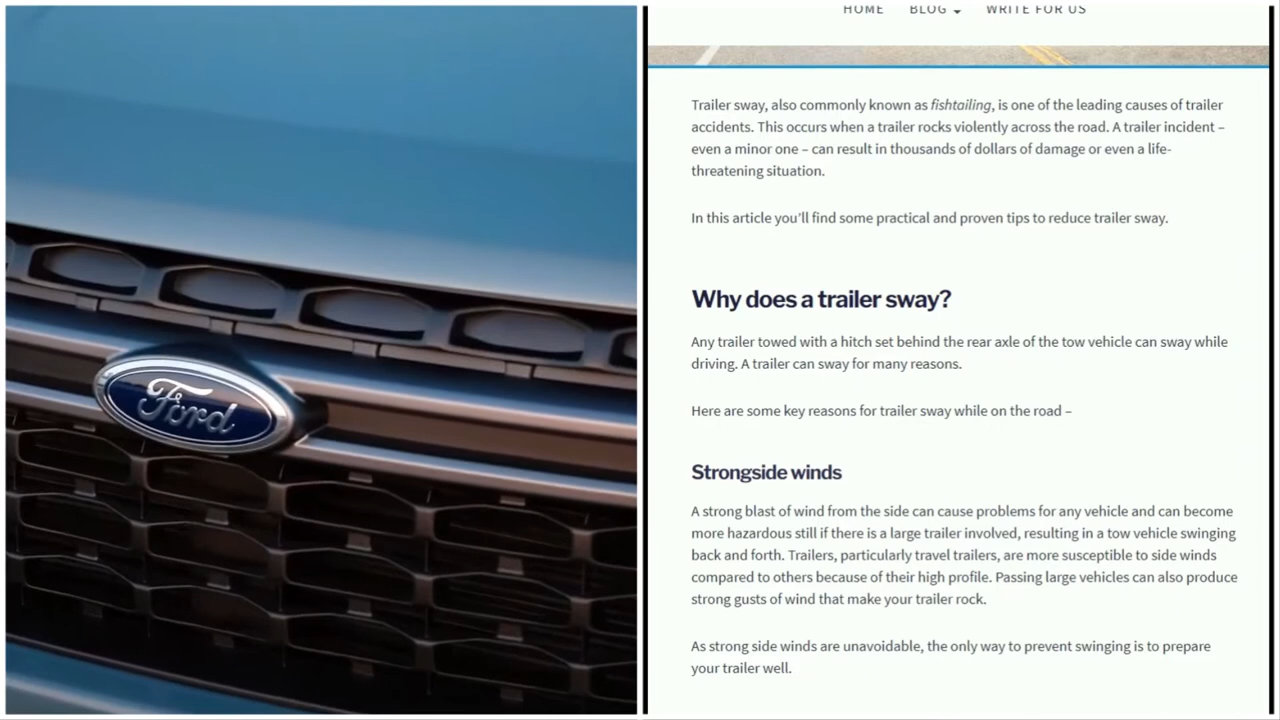 Ford
HOME BLOG WRITE FOR US
Trailer sway, also commonly known as fishtailing, is one of the leading causes of trailer
accidents. This occurs when a trailer rocks violently across the road. A trailer incident –
even a minor one – can result in thousands of dollars of damage or even a life-
threatening situation.
In this article you'll find some practical and proven tips to reduce trailer sway.
Why does a trailer sway?
Any trailer towed with a hitch set behind the rear axle of the tow vehicle can sway while
driving. A trailer can sway for many reasons.
Here are some key reasons for trailer sway while on the road –
Strongside winds
A strong blast of wind from the side can cause problems for any vehicle and can become
more hazardous still if there is a large trailer involved, resulting in a tow vehicle swinging
back and forth. Trailers, particularly travel trailers, are more susceptible to side winds
compared to others because of their high profile. Passing large vehicles can also produce
strong gusts of wind that make your trailer rock.
As strong side winds are unavoidable, the only way to prevent swinging is to prepare
your trailer well.